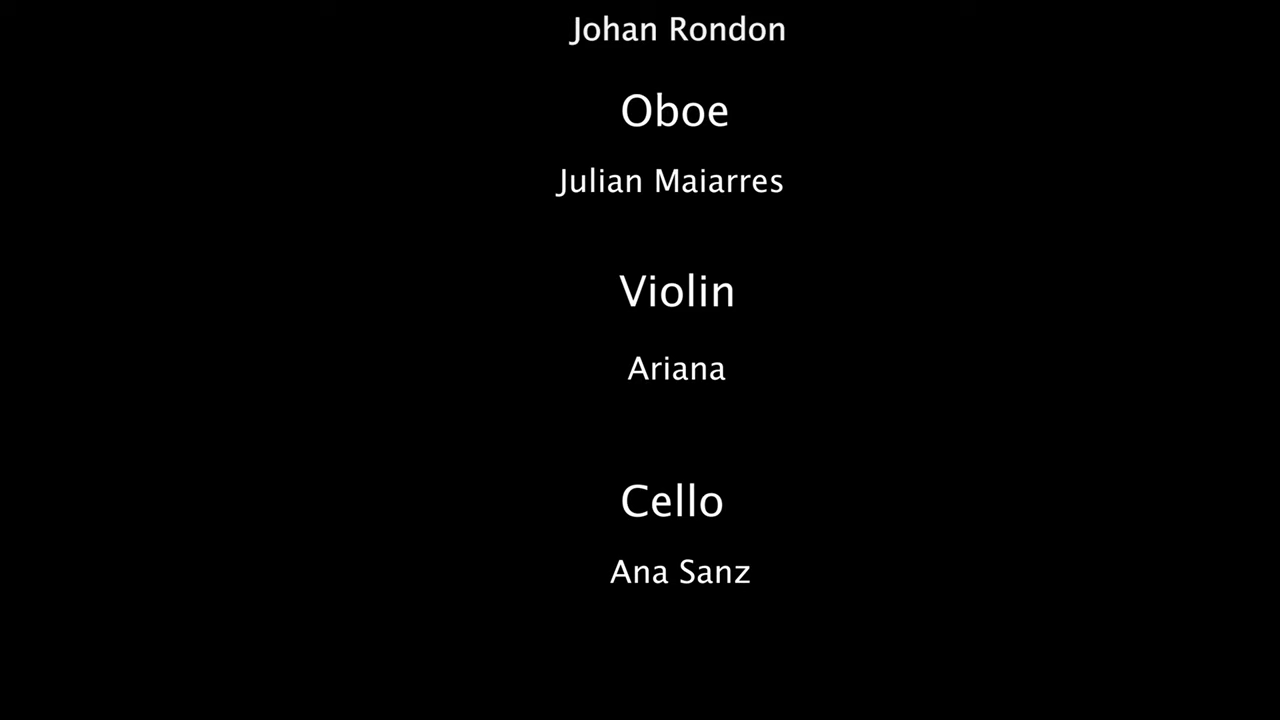 Johan Rondon
Oboe
Julian Maiarres
Violin
Ariana
Cello
Ana Sanz